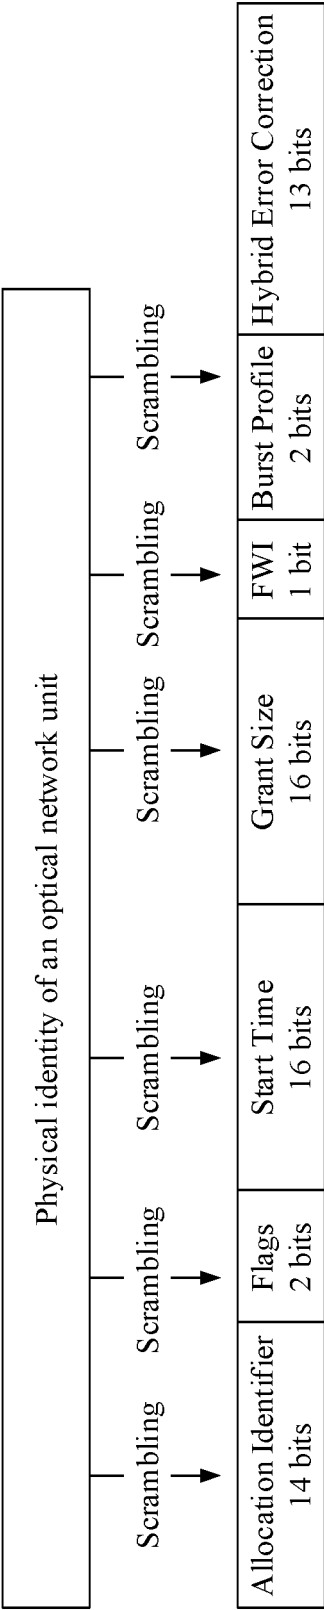 Physical identity of an optical network unit
Scrambling
Scrambling
Scrambling
Scrambling
Scrambling
Scrambling
Allocation Identifier
14 bits
Flags
2 bits
Start Time
16 bits
Grant Size
16 bits
FWI
1 bit
Burst Profile
2 bits
Hybrid Error Correction
13 bits